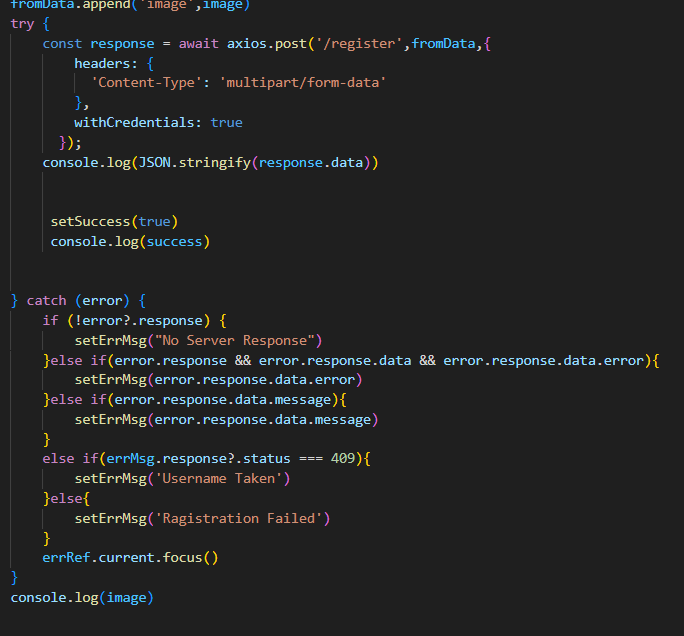 fromData.append('image',image)
try {
const response = await axios.post('/register',fromData,{
headers: {
'Content-Type': 'multipart/form-data'
},
withCredentials: true
});
console.log(JSON.stringify(response.data))
setSuccess(true)
console.log(success)
} catch (error) {
if (!error?.response) {
setErrMsg("No Server Response")
}else if(error.response && error.response.data && error.response.data.error){
setErrMsg(error.response.data.error)
}else if(error.response.data.message){
setErrMsg(error.response.data.message)
}
else if(errMsg.response?.status === 409){
setErrMsg('Username Taken')
}else{
setErrMsg('Ragistration Failed')
}
errRef.current.focus()
}
console.log(image)